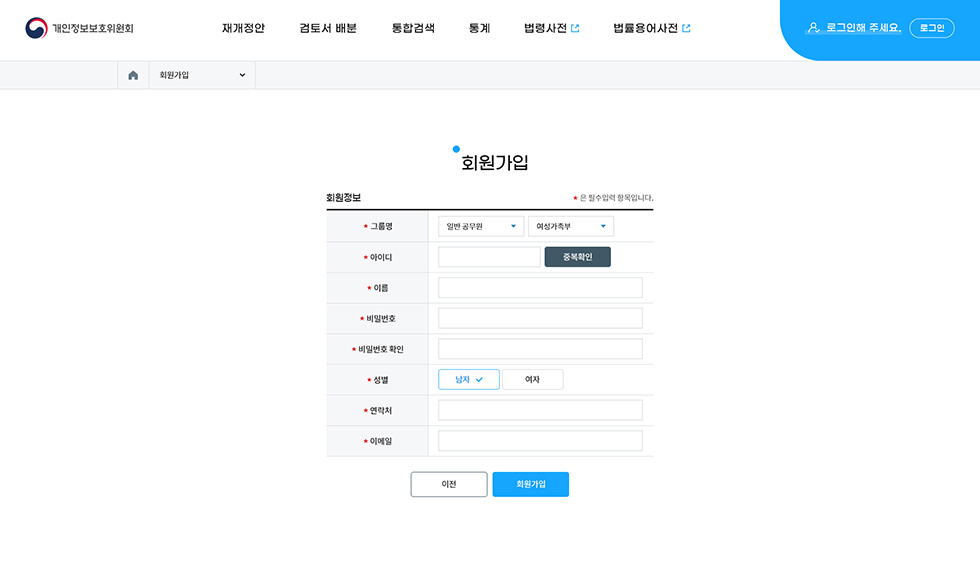 개인정보보호위원회
재개정안 검토서 배분 통합검색 통계 법령사전 법률용어사전
로그인해 주세요. 로그인
회원가입
회원가입
회원정보
* 은 필수입력 항목입니다.
* 그룹명 일반 공무원 여성가족부
* 아이디 중복확인
* 이름
* 비밀번호
* 비밀번호 확인
* 성별 남자 여자
* 연락처
* 이메일
이전 회원가입